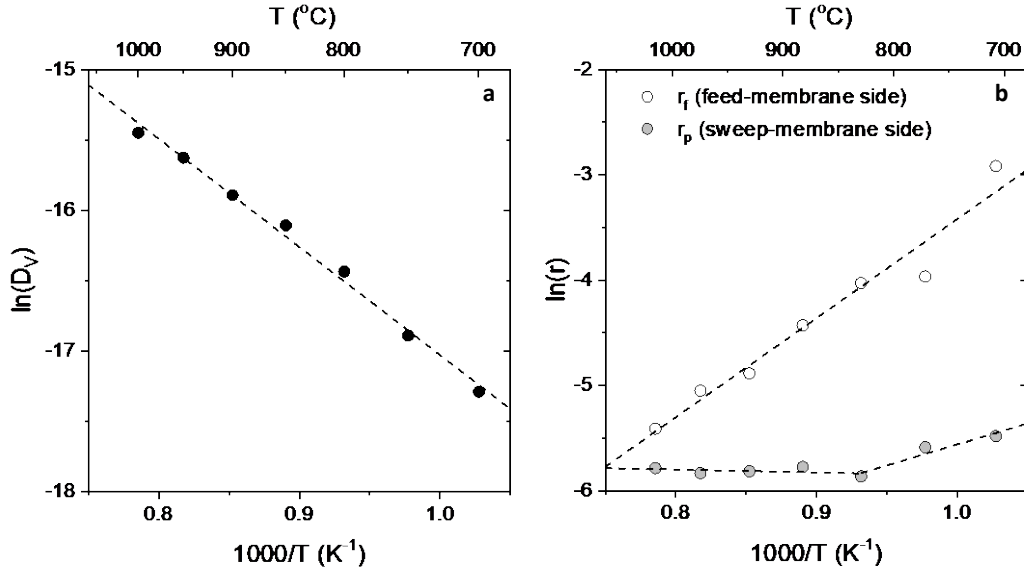 T (°C)
1000 900 800 700
-15
-16
-17
-18
ln(D_V)
a
0.8 0.9 1.0
1000/T (K⁻¹)
T (°C)
1000 900 800 700
-2
-3
-4
-5
-6
ln(r)
b
r_f (feed-membrane side)
r_p (sweep-membrane side)
0.8 0.9 1.0
1000/T (K⁻¹)